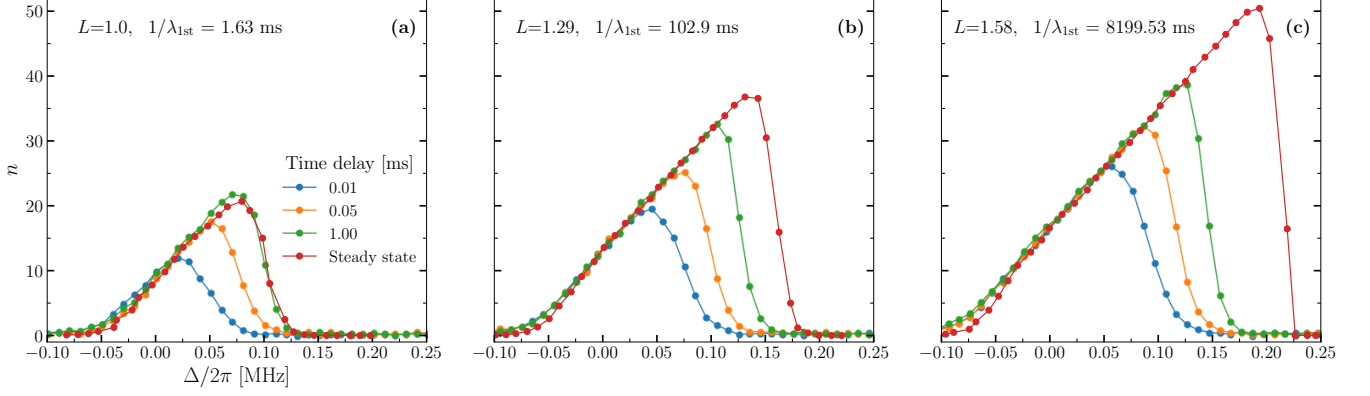 L=1.0, 1/λ1st = 1.63 ms (a)
L=1.29, 1/λ1st = 102.9 ms (b)
L=1.58, 1/λ1st = 8199.53 ms (c)
50
40
30
20
10
0
n
Time delay [ms]
0.01
0.05
1.00
Steady state
−0.10 −0.05 0.00 0.05 0.10 0.15 0.20 0.25
−0.10 −0.05 0.00 0.05 0.10 0.15 0.20 0.25
−0.10 −0.05 0.00 0.05 0.10 0.15 0.20 0.25
Δ/2π [MHz]